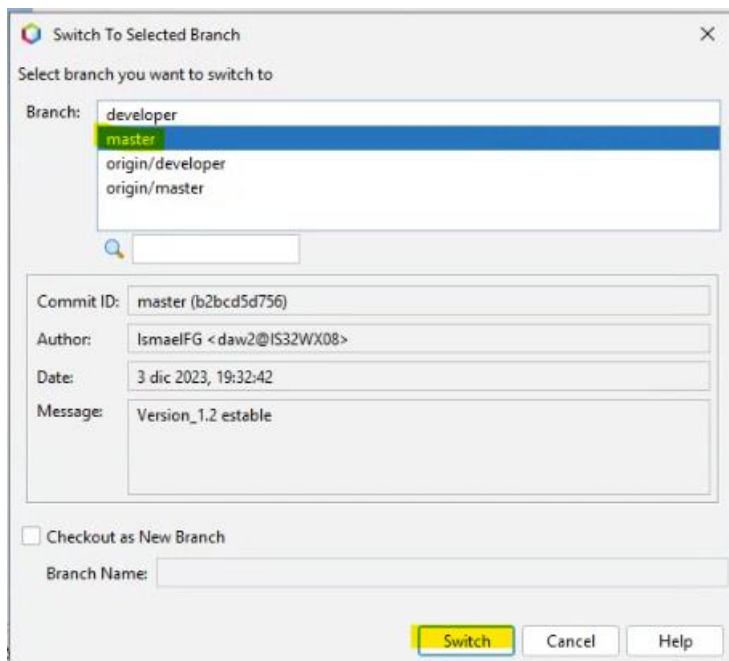 Switch To Selected Branch
Select branch you want to switch to
Branch:
developer
master
origin/developer
origin/master
Commit ID: master (b2bcd5d756)
Author: IsmaelFG <daw2@IS32WX08>
Date: 3 dic 2023, 19:32:42
Message: Version_1.2 estable
Checkout as New Branch
Branch Name:
Switch Cancel Help